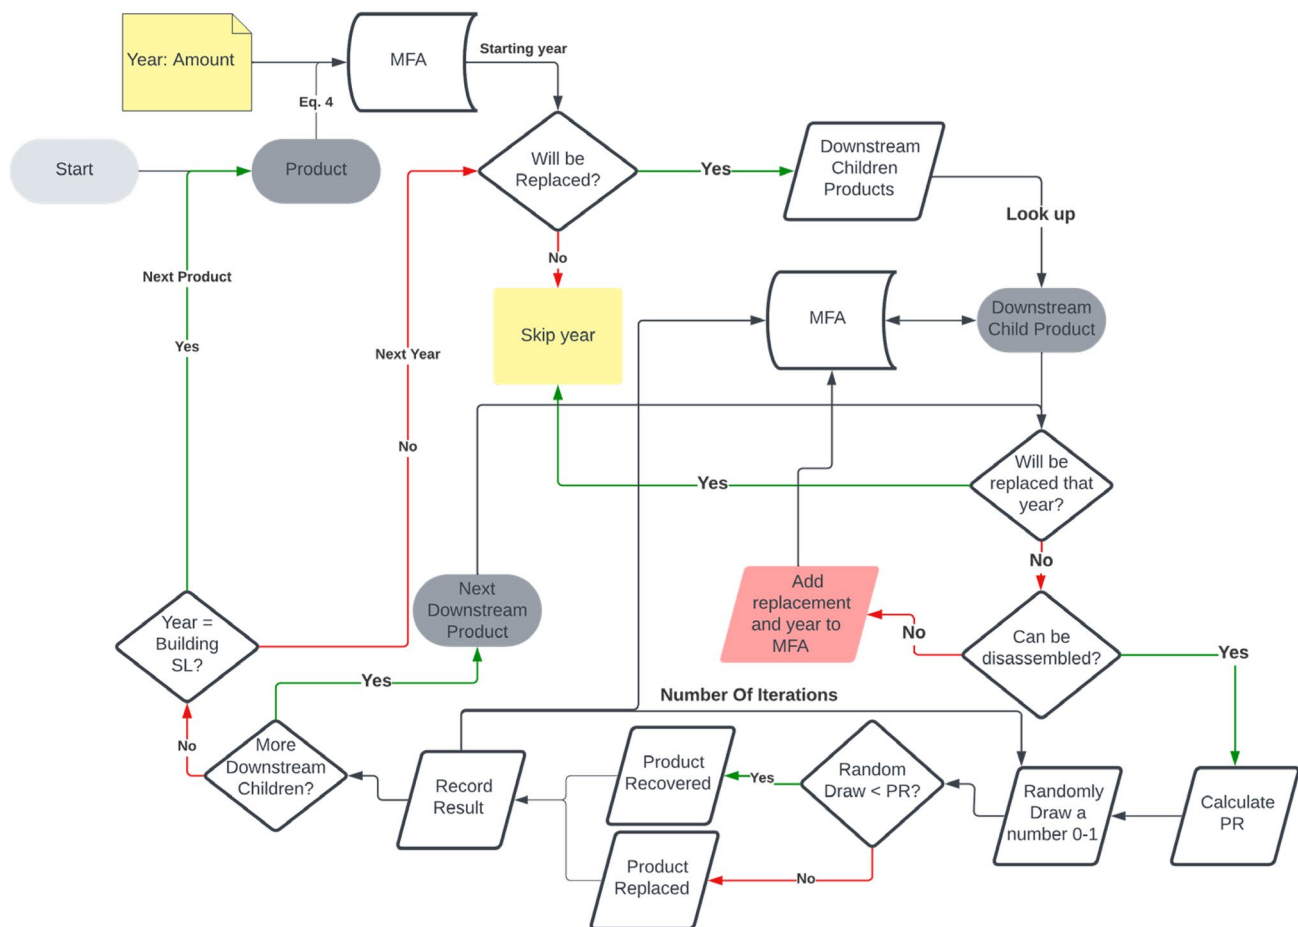 Year: Amount
MFA
Starting year
Eq. 4
Start
Product
Will be
Replaced?
Yes
Downstream
Children
Products
Look up
No
Next Product
Skip year
MFA
Downstream
Child Product
Yes
Next Year
No
Yes
Will be
replaced that
year?
No
Next
Downstream
Product
Add
replacement
and year to
MFA
No
Can be
disassembled?
Yes
Year =
Building
SL?
Yes
Number Of Iterations
No
More
Downstream
Children?
Record
Result
Product
Recovered
Yes
Random
Draw < PR?
Randomly
Draw a
number 0-1
Calculate
PR
Product
Replaced
No